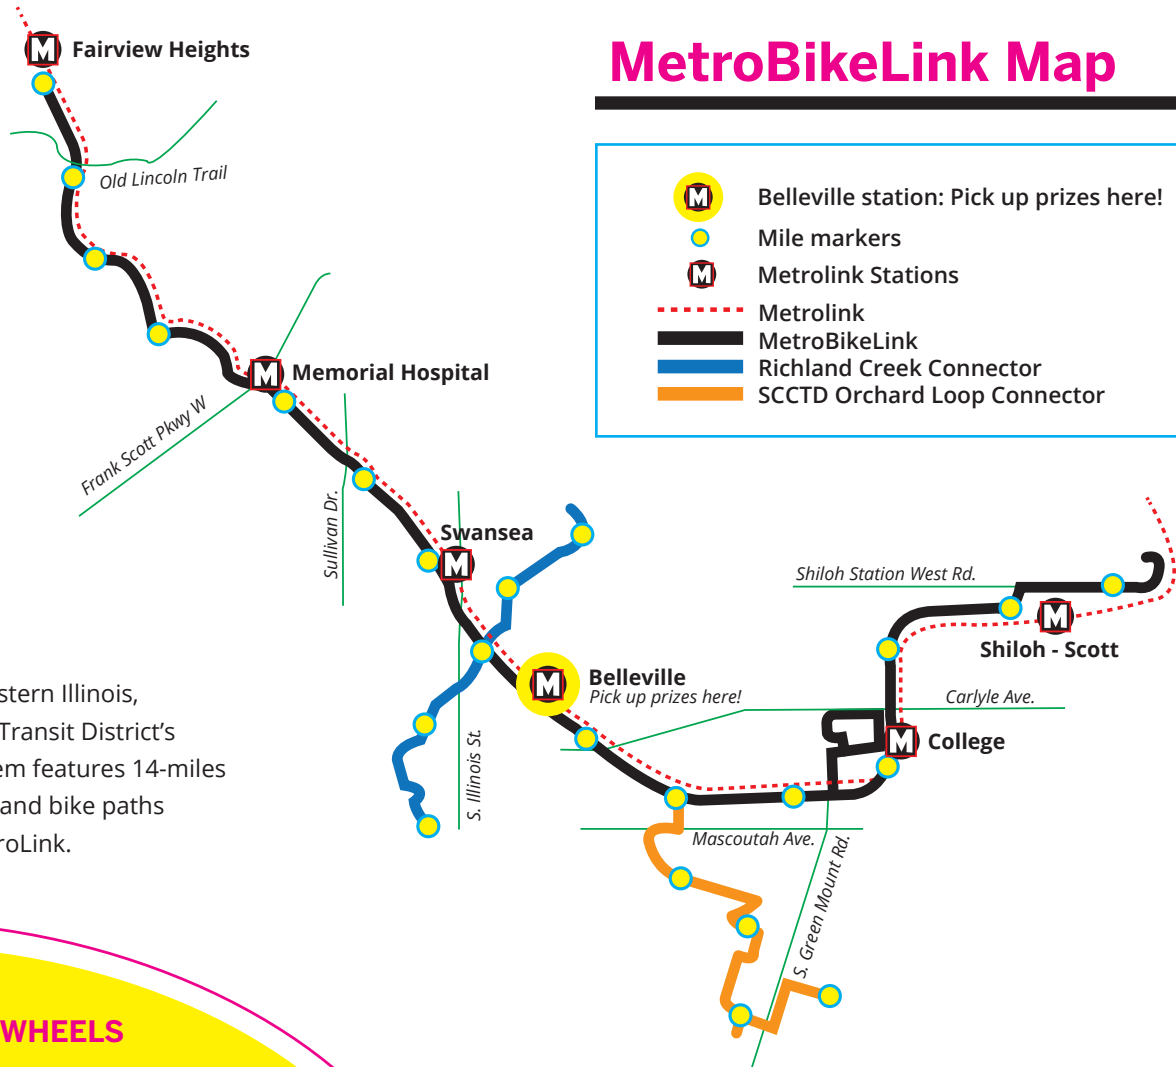 MetroBikeLink Map
M Fairview Heights
Old Lincoln Trail
M Belleville station: Pick up prizes here!
Mile markers
M Metrolink Stations
Metrolink
MetroBikeLink
Richland Creek Connector
SCCTD Orchard Loop Connector
M Memorial Hospital
Frank Scott Pkwy W
Sullivan Dr.
Swansea
M
Shiloh Station West Rd.
M
Shiloh - Scott
M Belleville
Pick up prizes here!
Carlyle Ave.
M College
S. Illinois St.
Mascoutah Ave.
S. Green Mount Rd.
stern Illinois,
Transit District’s
em features 14-miles
and bike paths
roLink.
WHEELS